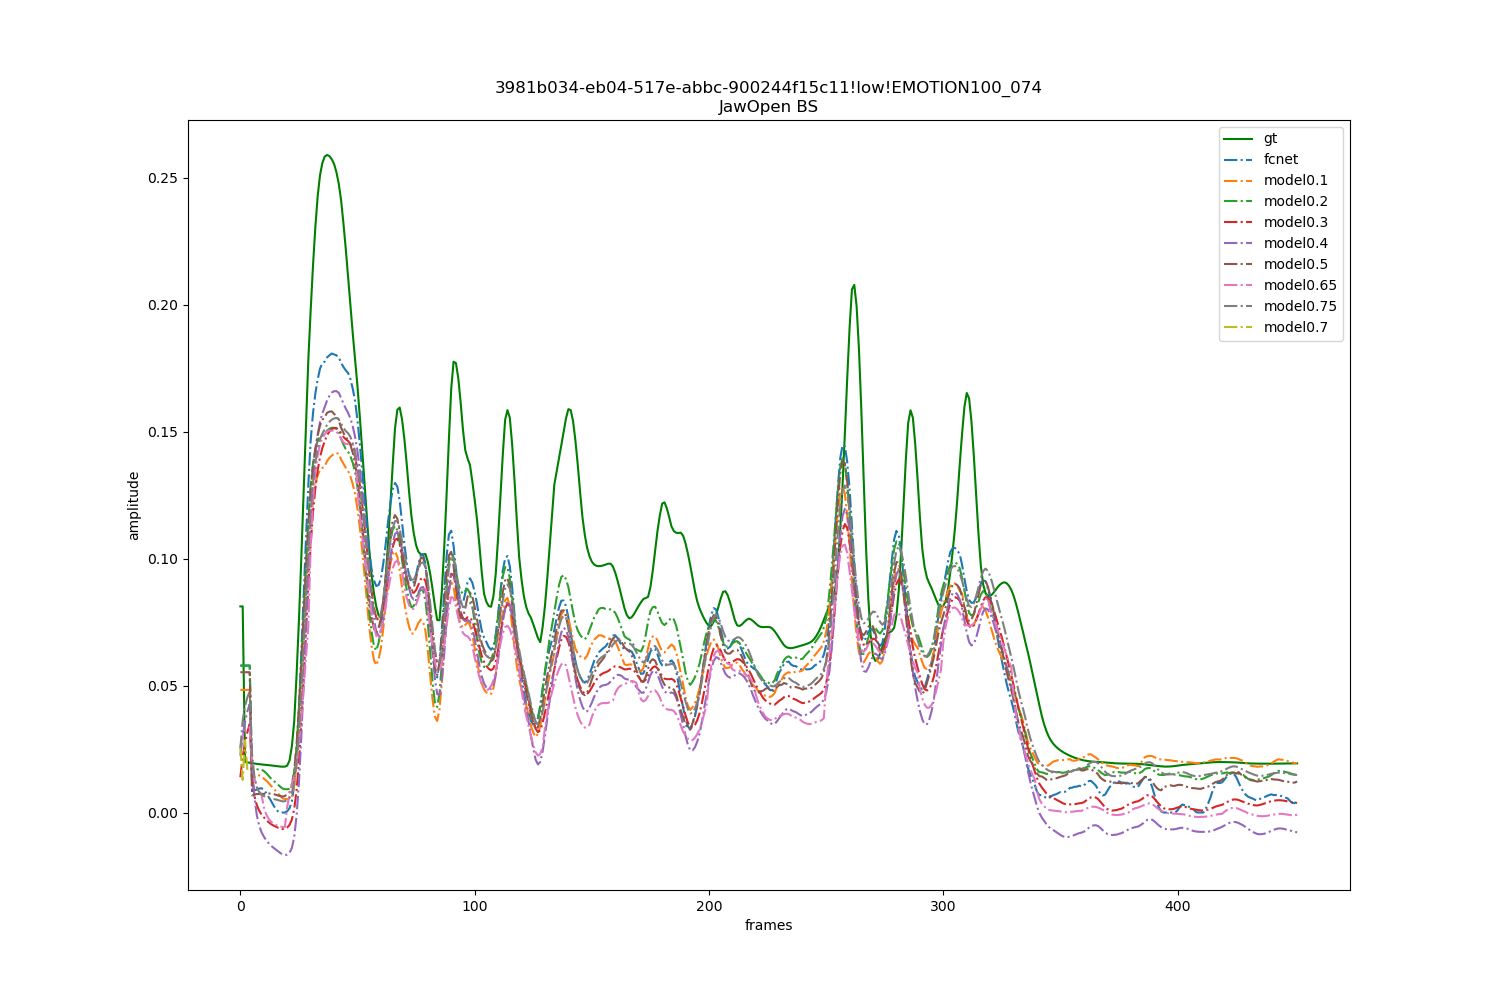 3981b034-eb04-517e-abbc-900244f15c11!low!EMOTION100_074
JawOpen BS
gt
fcnet
model0.1
model0.2
model0.3
model0.4
model0.5
model0.65
model0.75
model0.7
amplitude
0.25
0.20
0.15
0.10
0.05
0.00
0 100 200 300 400
frames